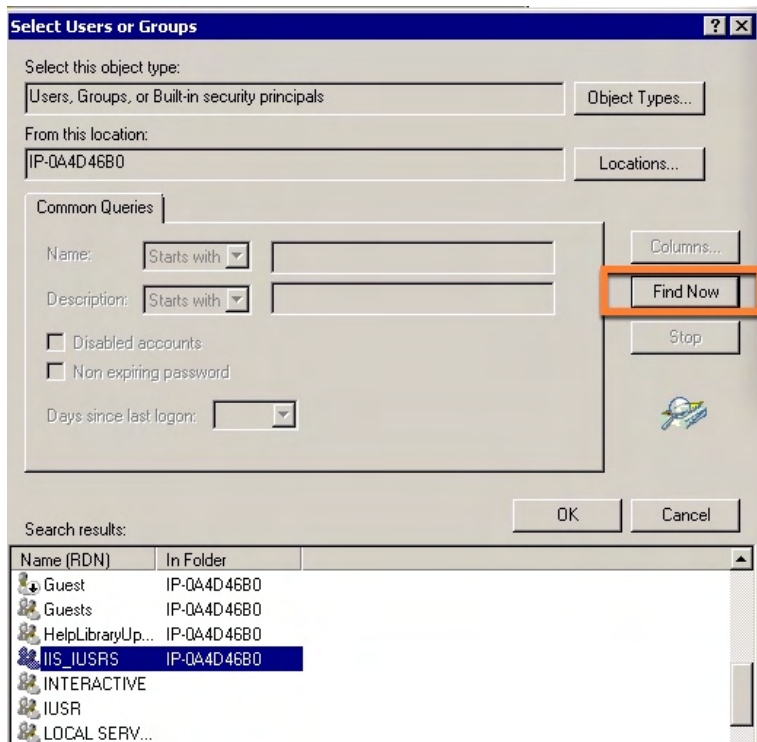 Select Users or Groups
Select this object type:
Users, Groups, or Built-in security principals
Object Types...
From this location:
IP-0A4D46B0
Locations...
Common Queries
Name:
Starts with
Columns...
Find Now
Description:
Starts with
Stop
Disabled accounts
Non expiring password
Days since last logon:
OK
Cancel
Search results:
Name (RDN) In Folder
Guest IP-0A4D46B0
Guests IP-0A4D46B0
HelpLibraryUp... IP-0A4D46B0
IIS_IUSRS IP-0A4D46B0
INTERACTIVE
IUSR
LOCAL SERV...